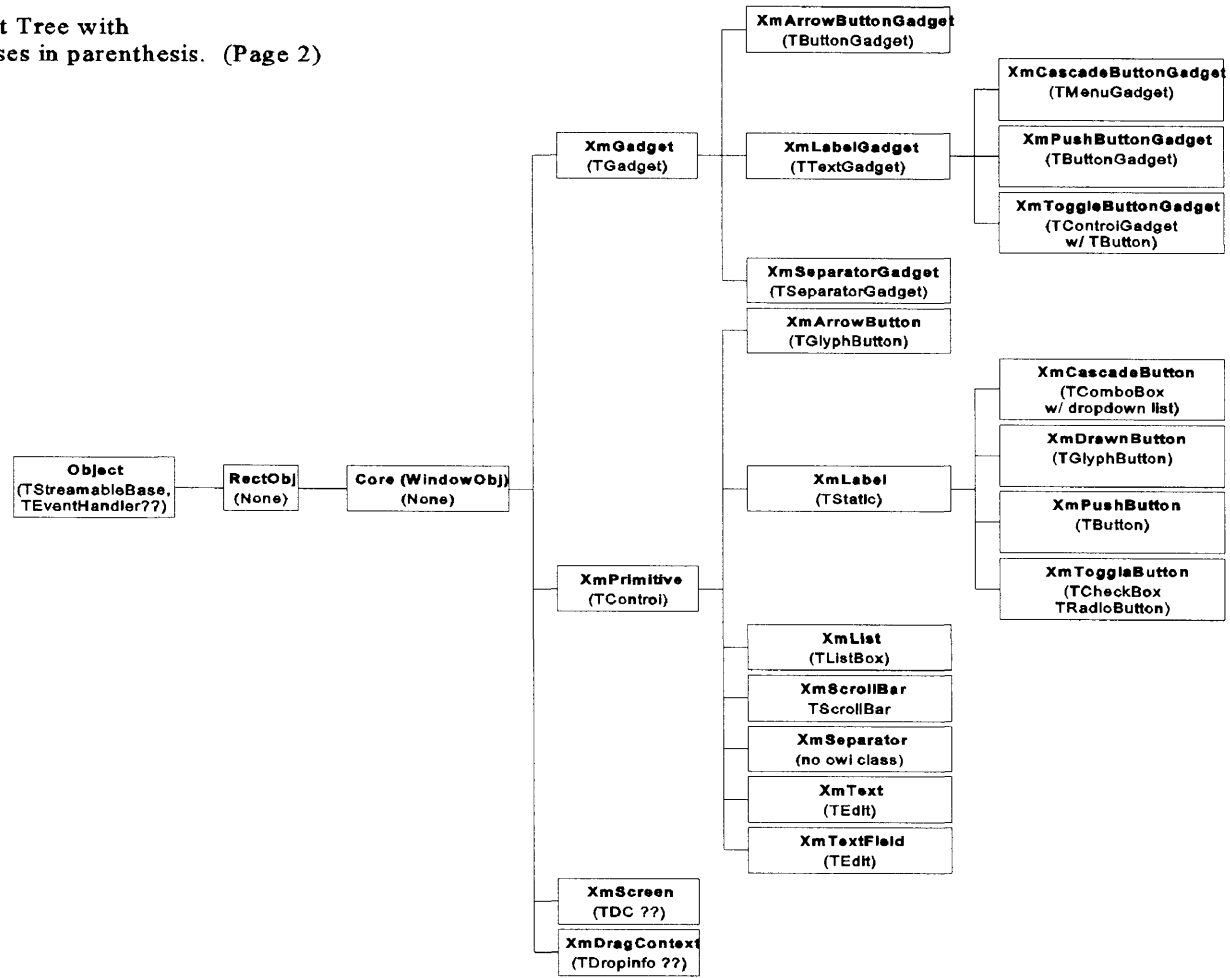 t Tree with
ses in parenthesis. (Page 2)
XmArrowButtonGadget
(TButtonGadget)
XmCascadeButtonGadget
(TMenuGadget)
XmGadget
(TGadget)
XmLabelGadget
(TTextGadget)
XmPushButtonGadget
(TButtonGadget)
XmToggleButtonGadget
(TControlGadget
w/ TButton)
XmSeparatorGadget
(TSeparatorGadget)
XmArrowButton
(TGlyphButton)
XmCascadeButton
(TComboBox
w/ dropdown list)
XmDrawnButton
(TGlyphButton)
Object
(TStreamableBase,
TEventHandler??)
RectObj
(None)
Core (WindowObj)
(None)
XmLabel
(TStatic)
XmPushButton
(TButton)
XmPrimitive
(TControl)
XmToggleButton
(TCheckBox
TRadioButton)
XmList
(TListBox)
XmScrollBar
TScrollBar
XmSeparator
(no owl class)
XmText
(TEdit)
XmTextField
(TEdit)
XmScreen
(TDC ??)
XmDragContext
(TDropinfo ??)